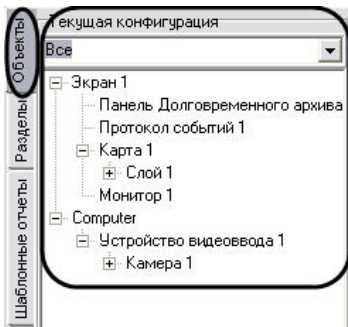 Текущая конфигурация
Все
Экран 1
Панель Долговременного архива
Протокол событий 1
Карта 1
Слой 1
Монитор 1
Computer
Устройство видеоввода 1
Камера 1
Объекты
Разделы
Шаблонные отчеты